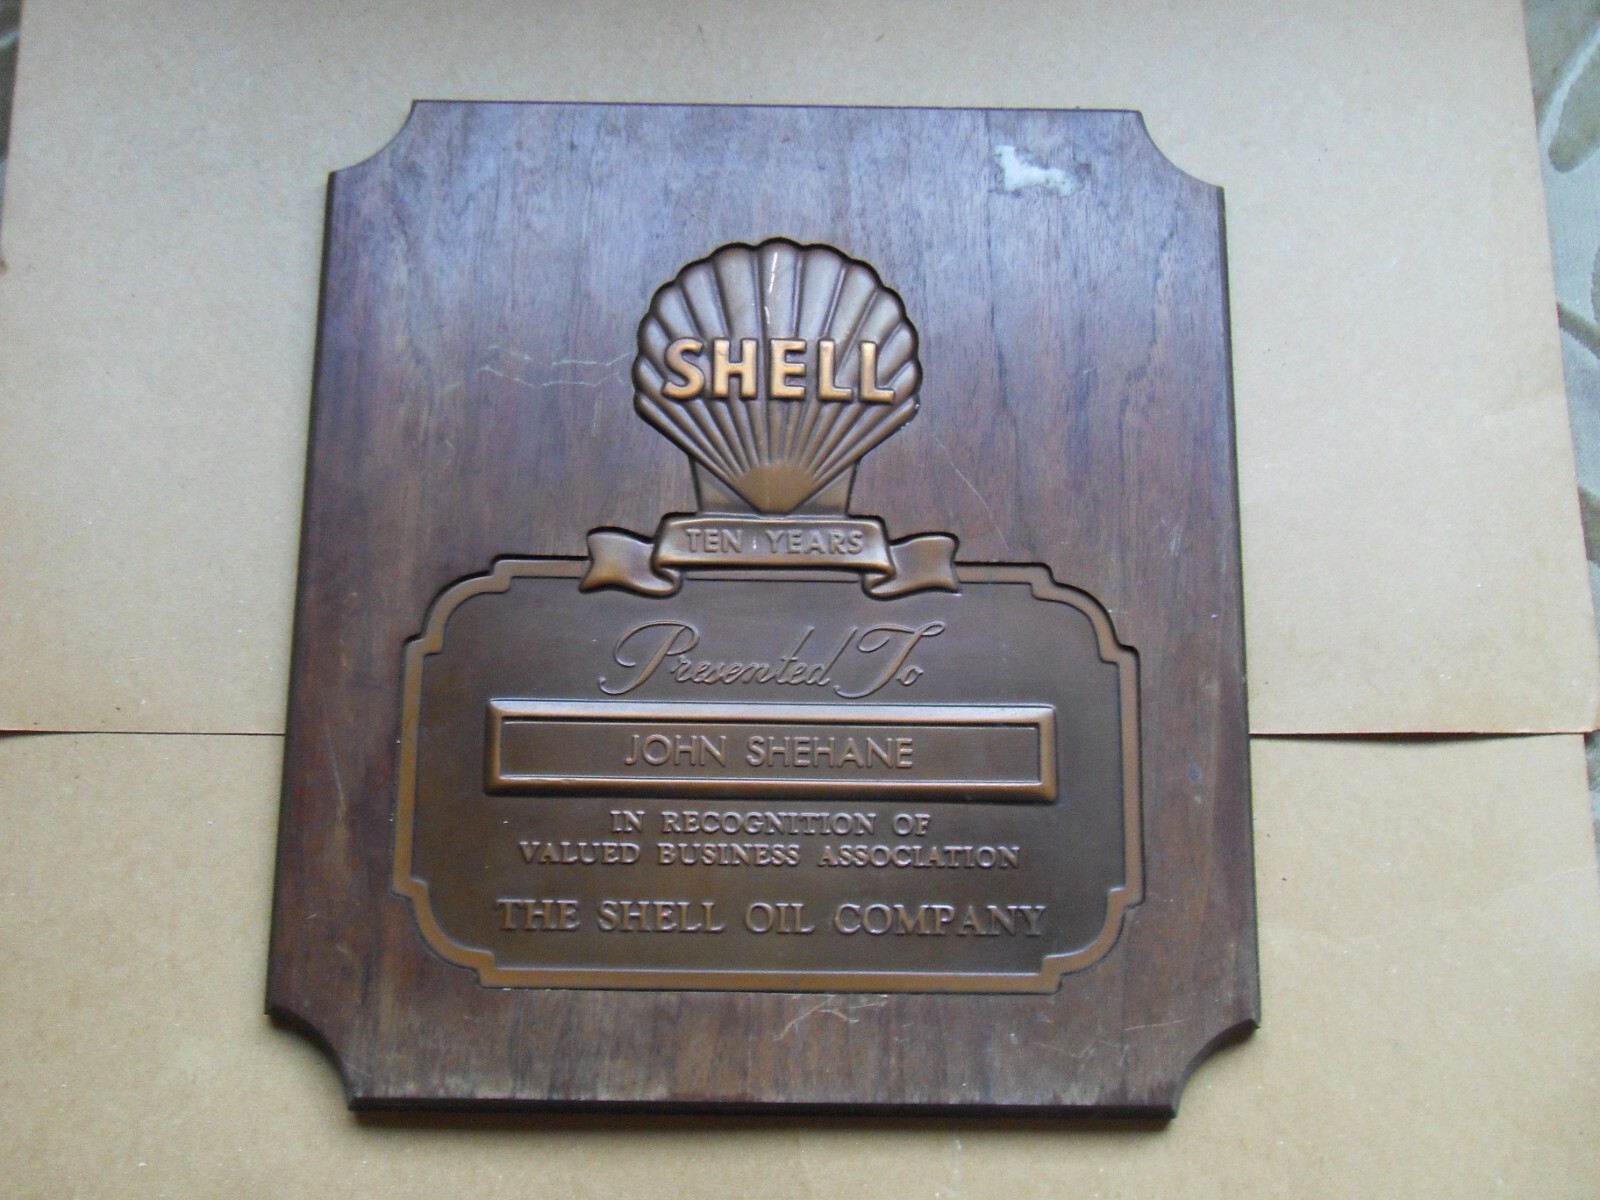 SHELL
TEN YEARS
Presented To
JOHN SHEHANE
IN RECOGNITION OF
VALUED BUSINESS ASSOCIATION
THE SHELL OIL COMPANY